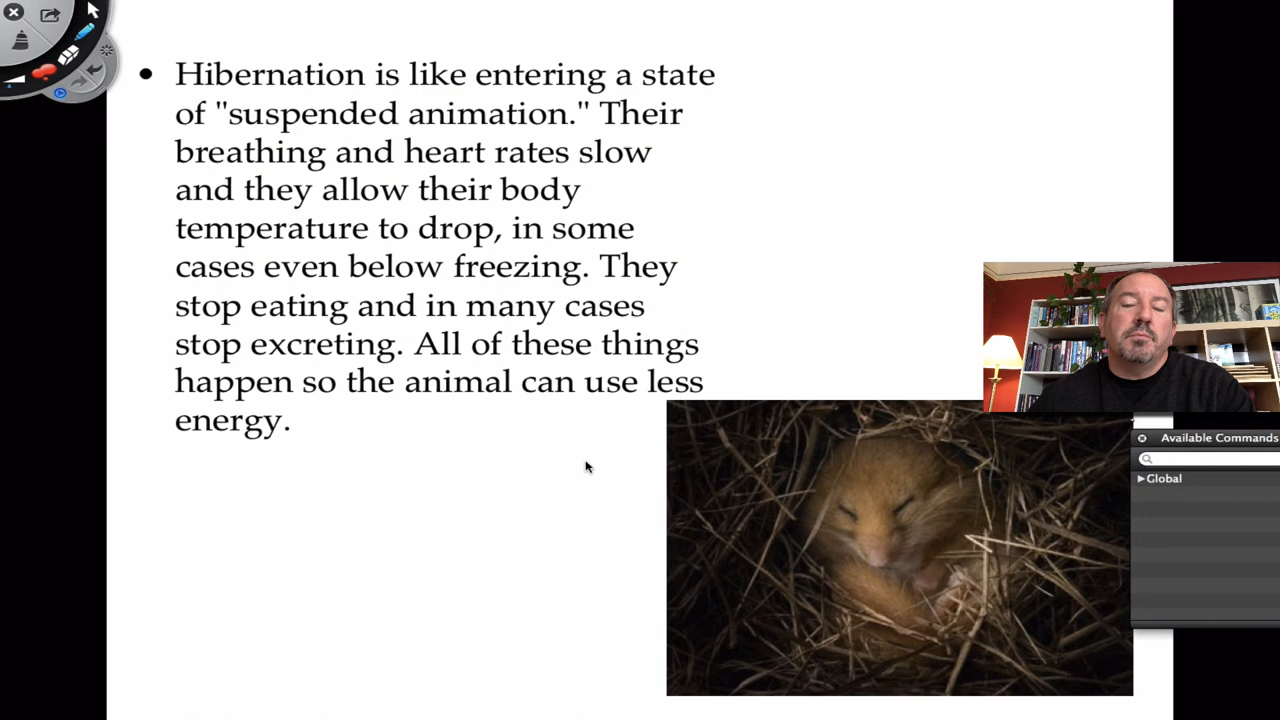 • Hibernation is like entering a state
of "suspended animation." Their
breathing and heart rates slow
and they allow their body
temperature to drop, in some
cases even below freezing. They
stop eating and in many cases
stop excreting. All of these things
happen so the animal can use less
energy.
Available Commands
Global